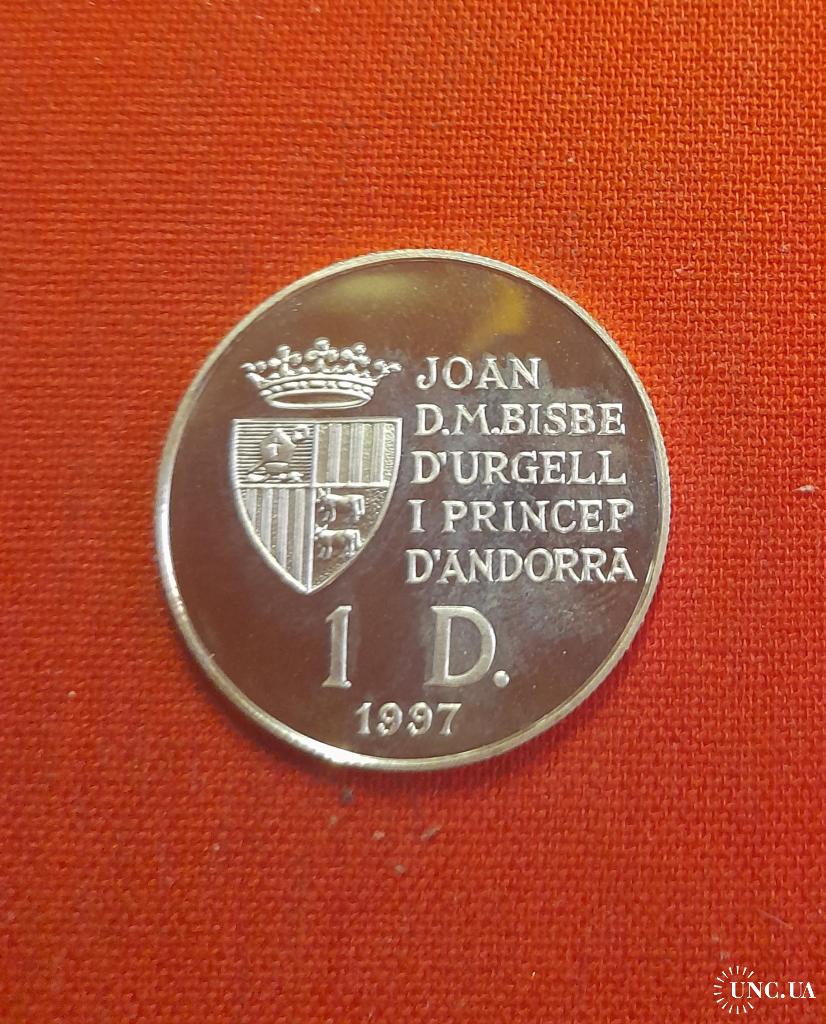 JOAN
D.M.BISBE
D'URGELL
I PRINCEP
D'ANDORRA
1 D.
1997
UNC.UA